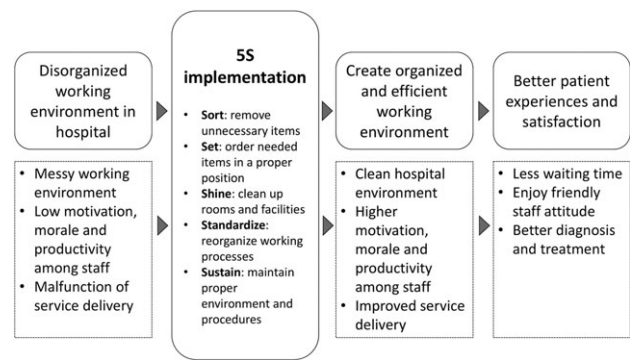 Disorganized
working
environment in
hospital
• Messy working
environment
• Low motivation,
morale and
productivity
among staff
• Malfunction of
service delivery
5S
implementation
• Sort: remove
unnecessary items
• Set: order needed
items in a proper
position
• Shine: clean up
rooms and facilities
• Standardize:
reorganize working
processes
• Sustain: maintain
proper
environment and
procedures
Create organized
and efficient
working
environment
• Clean hospital
environment
• Higher
motivation,
morale and
productivity
among staff
• Improved service
delivery
Better patient
experiences and
satisfaction
• Less waiting time
• Enjoy friendly
staff attitude
• Better diagnosis
and treatment